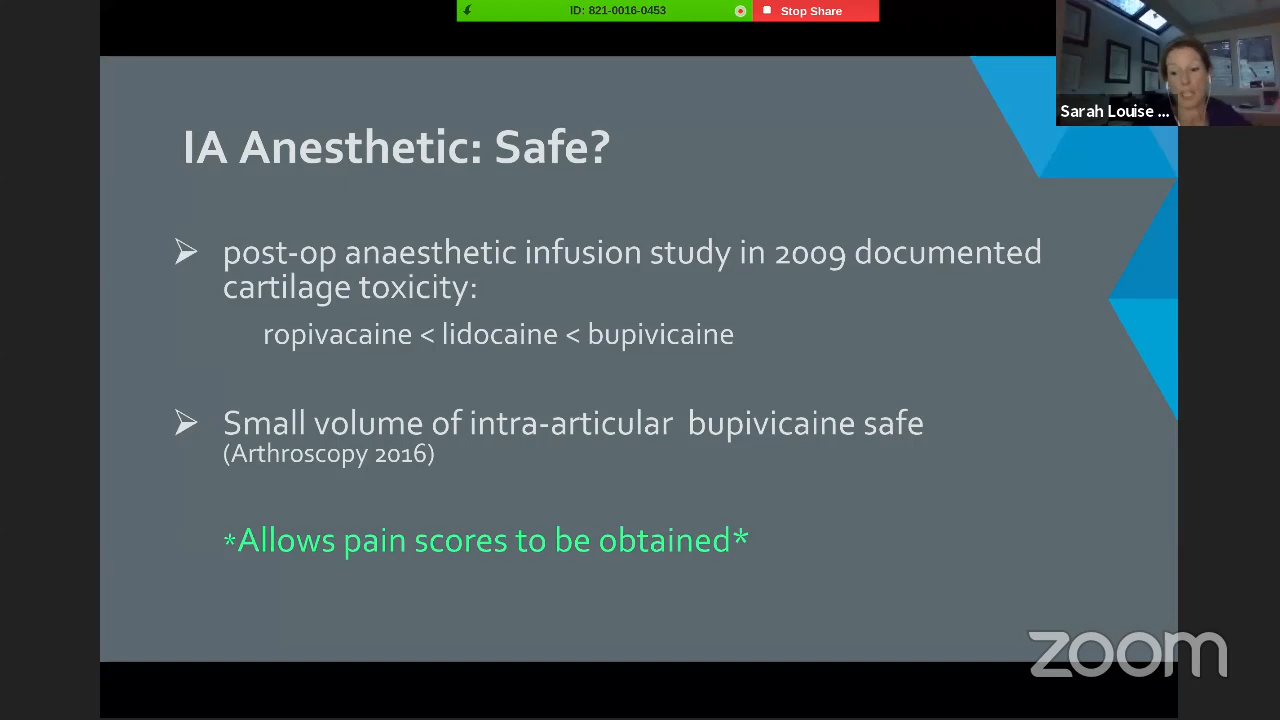 ID: 821-0016-0453
Stop Share
Sarah Louise ...
IA Anesthetic: Safe?
➢ post-op anaesthetic infusion study in 2009 documented
cartilage toxicity:
ropivacaine < lidocaine < bupivicaine
➢ Small volume of intra-articular bupivicaine safe
(Arthroscopy 2016)
*Allows pain scores to be obtained*
zoom